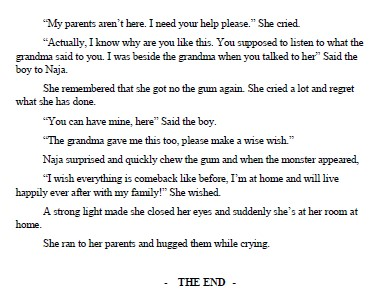 “My parents aren’t here. I need your help please.” She cried.
“Actually, I know why are you like this. You supposed to listen to what the
grandma said to you. I was beside the grandma when you talked to her” Said the
boy to Naja.
She remembered that she got no the gum again. She cried a lot and regret
what she has done.
“You can have mine, here” Said the boy.
“The grandma gave me this too, please make a wise wish.”
Naja surprised and quickly chew the gum and when the monster appeared,
“I wish everything is comeback like before, I’m at home and will live
happily ever after with my family!” She wished.
A strong light made she closed her eyes and suddenly she’s at her room at
home.
She ran to her parents and hugged them while crying.
- THE END -